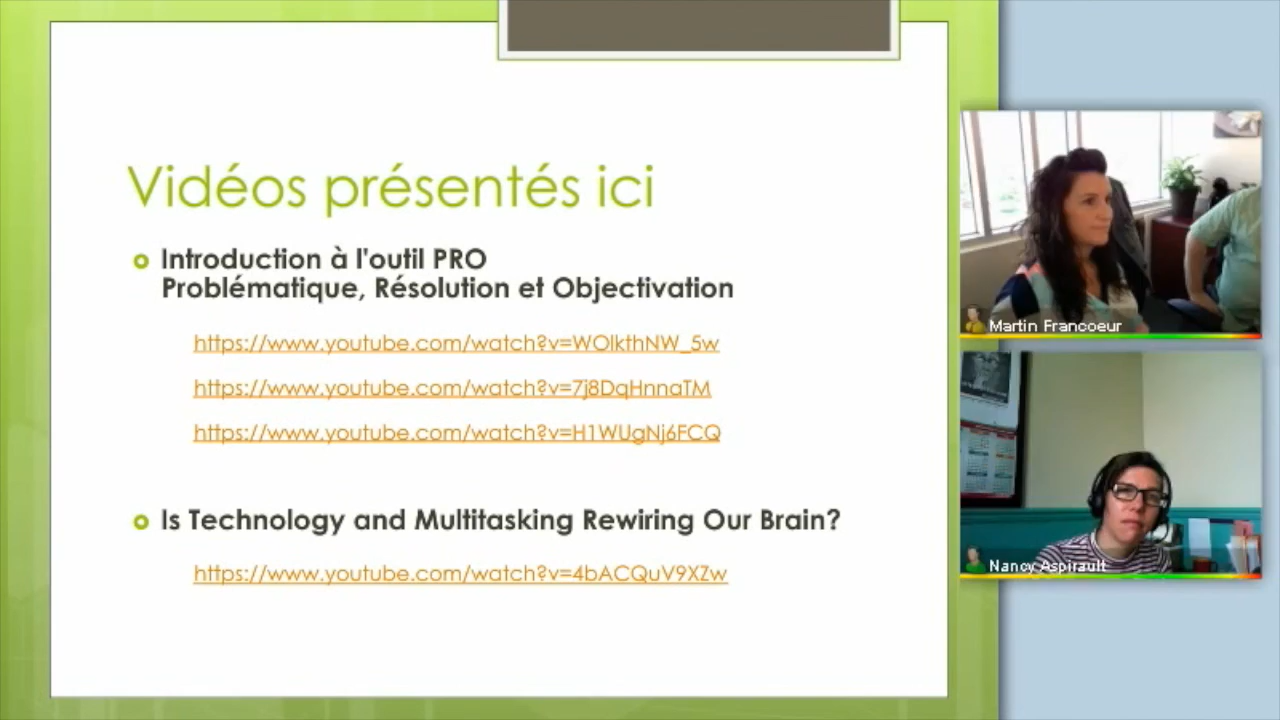 Vidéos présentés ici
Introduction à l'outil PRO
Problématique, Résolution et Objectivation
https://www.youtube.com/watch?v=WOlkthNW_5w
https://www.youtube.com/watch?v=7j8DqHnnaTM
https://www.youtube.com/watch?v=H1WUgNj6FCQ
Is Technology and Multitasking Rewiring Our Brain?
https://www.youtube.com/watch?v=4bACQuV9XZw
Martin Francoeur
Nancy Aspirault